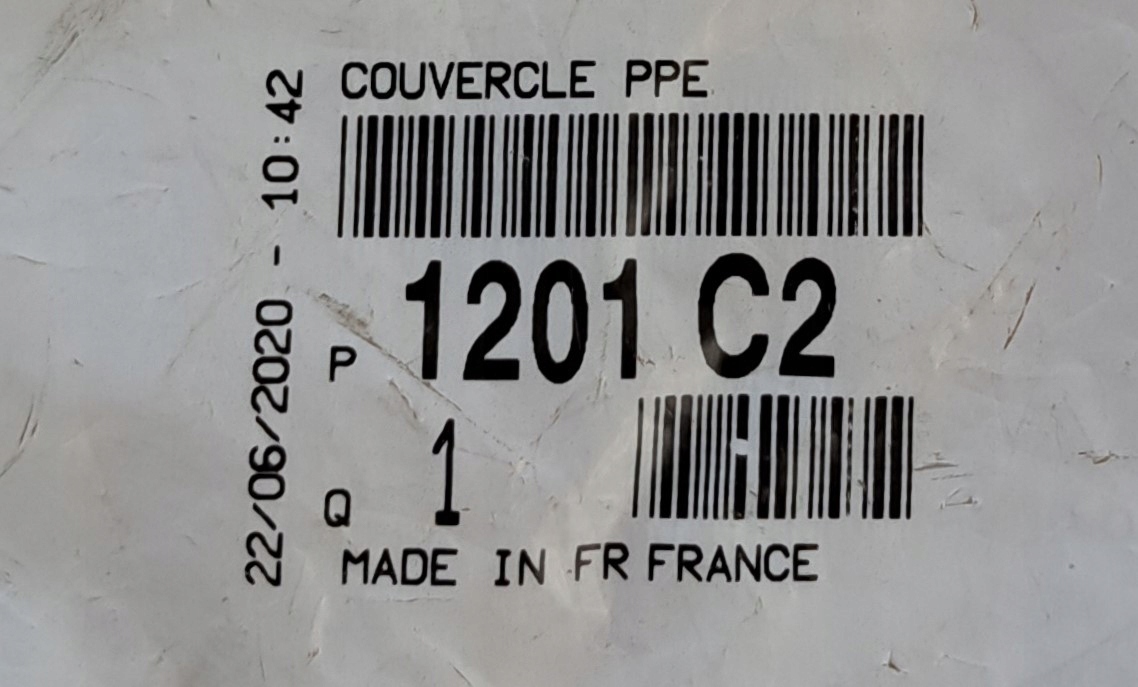 COUVERCLE PPE
22/06/2020 - 10:42
P 1201 C2
Q 1
MADE IN FR FRANCE